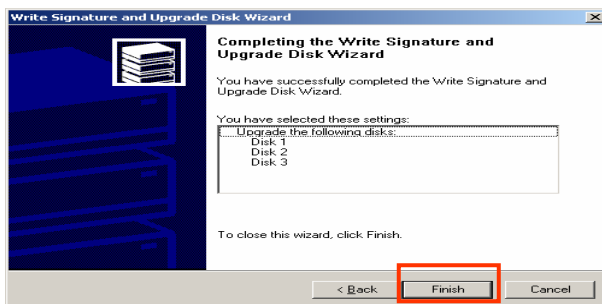 Write Signature and Upgrade Disk Wizard
Completing the Write Signature and
Upgrade Disk Wizard
You have successfully completed the Write Signature and
Upgrade Disk Wizard.
You have selected these settings:
Upgrade the following disks:
Disk 1
Disk 2
Disk 3
To close this wizard, click Finish.
< Back
Finish
Cancel